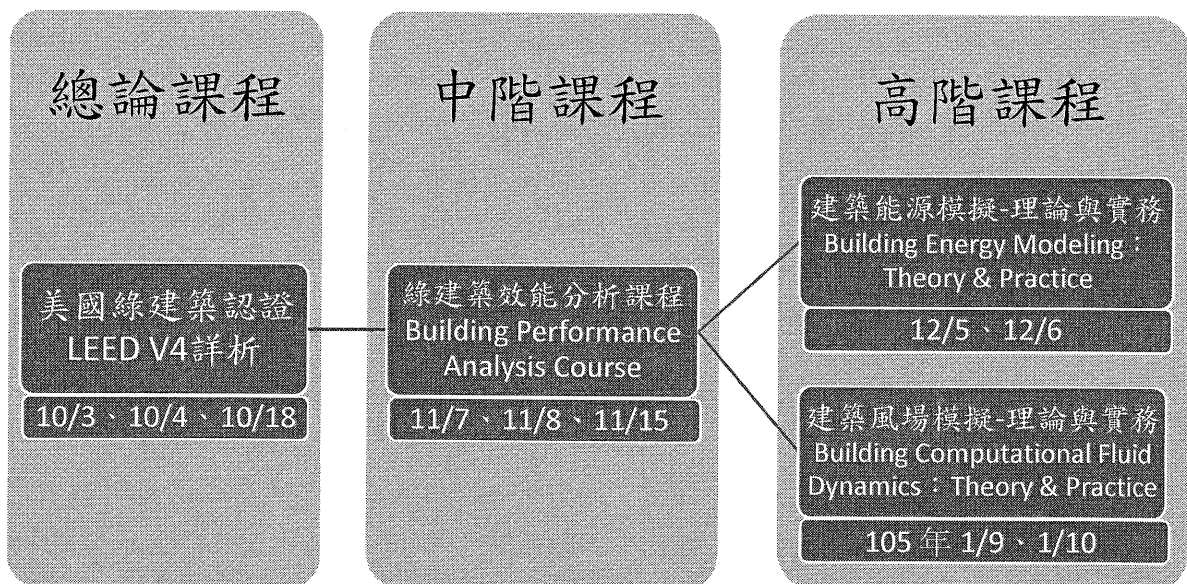 總論課程
美國綠建築認證
LEED V4詳析
10/3、10/4、10/18
中階課程
綠建築效能分析課程
Building Performance
Analysis Course
11/7、11/8、11/15
高階課程
建築能源模擬-理論與實務
Building Energy Modeling：
Theory & Practice
12/5、12/6
建築風場模擬-理論與實務
Building Computational Fluid
Dynamics：Theory & Practice
105 年 1/9、1/10